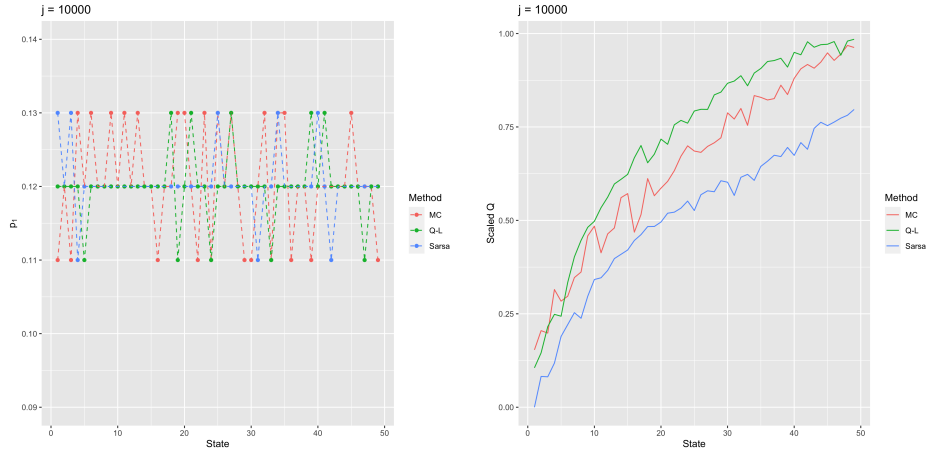 j = 10000
p₁
0.14
0.13
0.12
0.11
0.10
0.09
0
10
20
30
40
50
State
Method
MC
Q-L
Sarsa
j = 10000
Scaled Q
1.00
0.75
0.50
0.25
0.00
0
10
20
30
40
50
State
Method
MC
Q-L
Sarsa